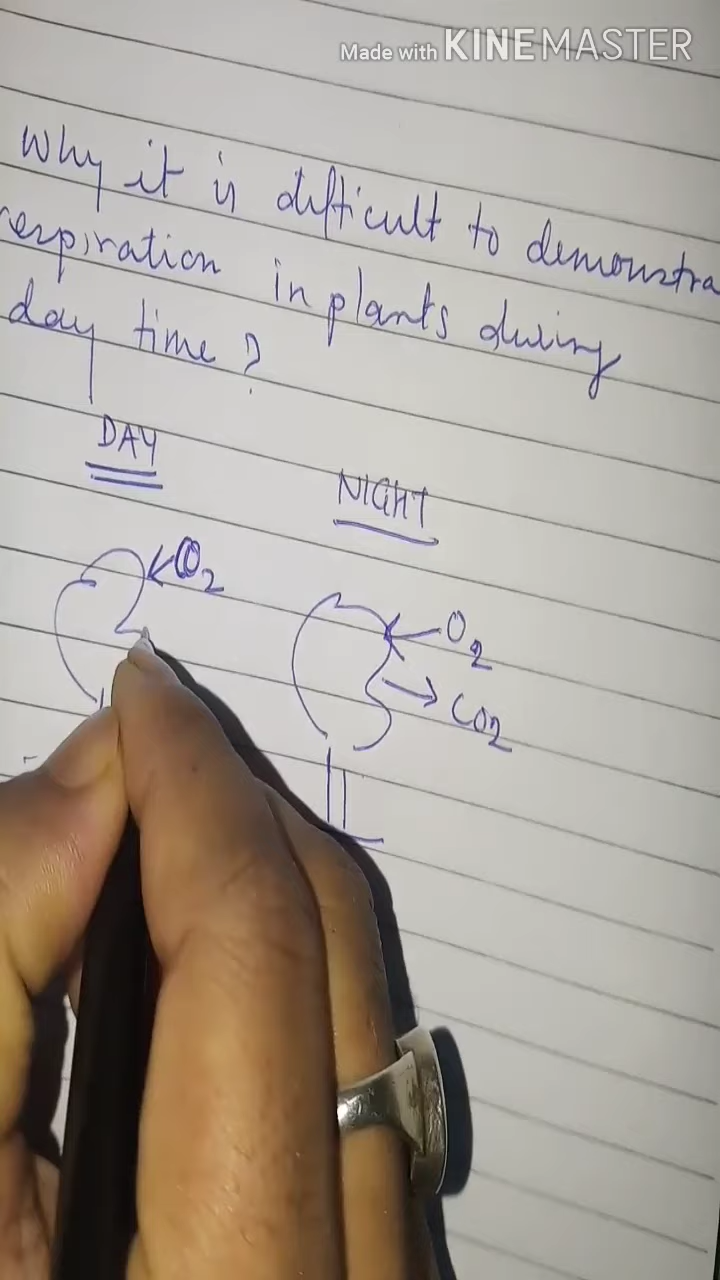 Made with KINEMASTER
Why it is difficult to demonstra
respiration in plants during
day time?
DAY
NIGHT
O2
O2
CO2